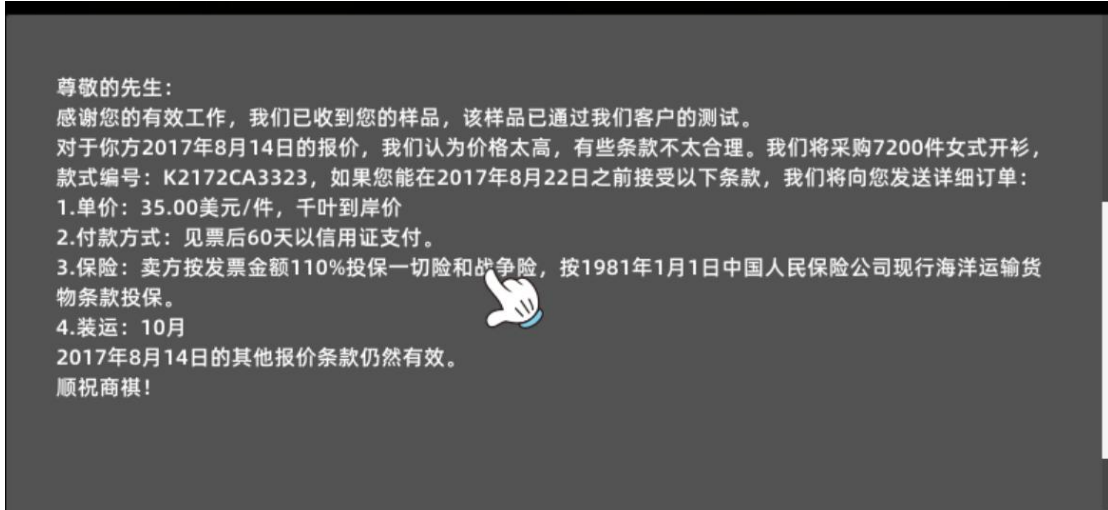 尊敬的先生：
感谢您的有效工作，我们已收到您的样品，该样品已通过我们客户的测试。
对于你方2017年8月14日的报价，我们认为价格太高，有些条款不太合理。我们将采购7200件女式开衫，
款式编号：K2172CA3323，如果您能在2017年8月22日之前接受以下条款，我们将向您发送详细订单：
1.单价：35.00美元/件，千叶到岸价
2.付款方式：见票后60天以信用证支付。
3.保险：卖方按发票金额110%投保一切险和战争险，按1981年1月1日中国人民保险公司现行海洋运输货
物条款投保。
4.装运：10月
2017年8月14日的其他报价条款仍然有效。
顺祝商祺！